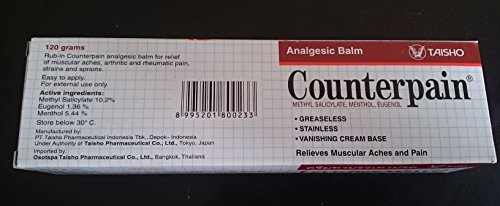 120 grams
Rub-in Counterpain analgesic balm for relief
of muscular aches, arthritic and rheumatic pain,
strains and sprains.
Easy to apply.
For external use only.
Active ingredients:
Methyl Salicylate 10.2%
Eugenol 1.36 %
Menthol 5.44 %
Store below 30° C.
Manufactured by:
PT Taisho Pharmaceutical Indonesia Tbk., Depok- Indonesia
Under Authority of Taisho Pharmaceutical Co., Ltd., Tokyo, Japan
Imported by:
Osotspa Taisho Pharmaceutical Co., Ltd., Bangkok, Thailand
8 995201 800233
Analgesic Balm
TAISHO
Counterpain®
METHYL SALICYLATE, MENTHOL, EUGENOL
• GREASELESS
• STAINLESS
• VANISHING CREAM BASE
Relieves Muscular Aches and Pain